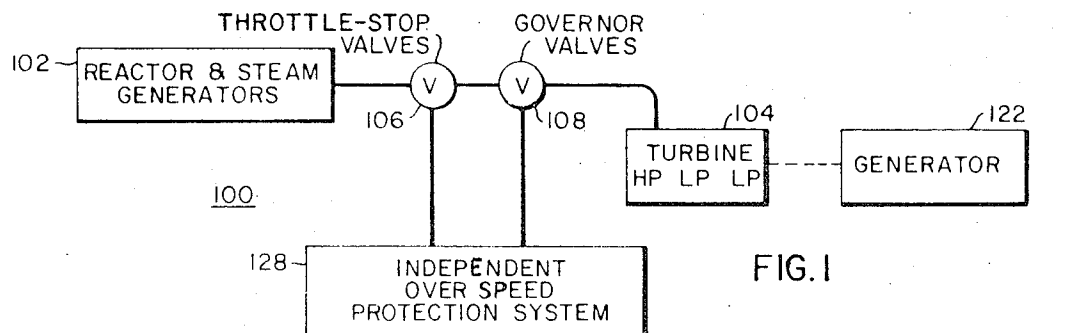 THROTTLE-STOP
VALVES
GOVERNOR
VALVES
102
REACTOR & STEAM
GENERATORS
V
V
106
108
104
122
TURBINE
HP LP LP
GENERATOR
100
128
INDEPENDENT
OVER SPEED
PROTECTION SYSTEM
FIG. 1